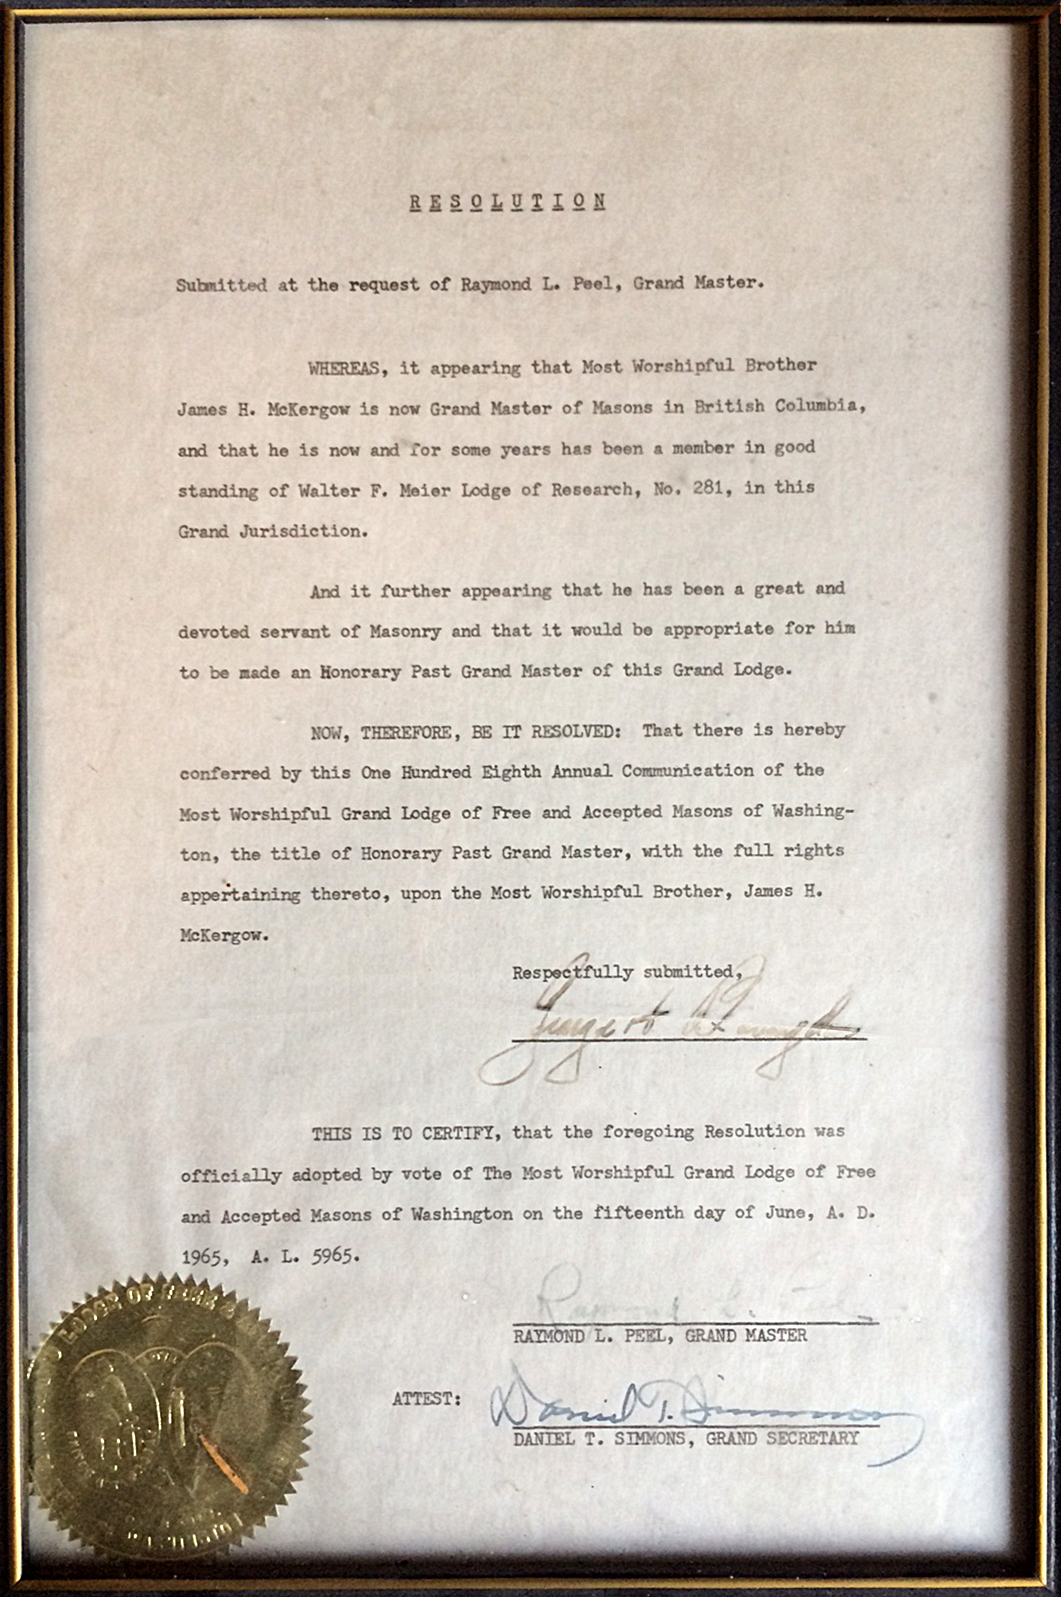 RESOLUTION
Submitted at the request of Raymond L. Peel, Grand Master.
WHEREAS, it appearing that Most Worshipful Brother
James H. McKergow is now Grand Master of Masons in British Columbia,
and that he is now and for some years has been a member in good
standing of Walter F. Meier Lodge of Research, No. 281, in this
Grand Jurisdiction.
And it further appearing that he has been a great and
devoted servant of Masonry and that it would be appropriate for him
to be made an Honorary Past Grand Master of this Grand Lodge.
NOW, THEREFORE, BE IT RESOLVED: That there is hereby
conferred by this One Hundred Eighth Annual Communication of the
Most Worshipful Grand Lodge of Free and Accepted Masons of Washing-
ton, the title of Honorary Past Grand Master, with the full rights
appertaining thereto, upon the Most Worshipful Brother, James H.
McKergow.
Respectfully submitted,
THIS IS TO CERTIFY, that the foregoing Resolution was
officially adopted by vote of The Most Worshipful Grand Lodge of Free
and Accepted Masons of Washington on the fifteenth day of June, A. D.
1965, A. L. 5965.
Raymond L.
RAYMOND L. PEEL, GRAND MASTER
ATTEST: Daniel T. Simmons
DANIEL T. SIMMONS, GRAND SECRETARY
LODGE OF FREE &